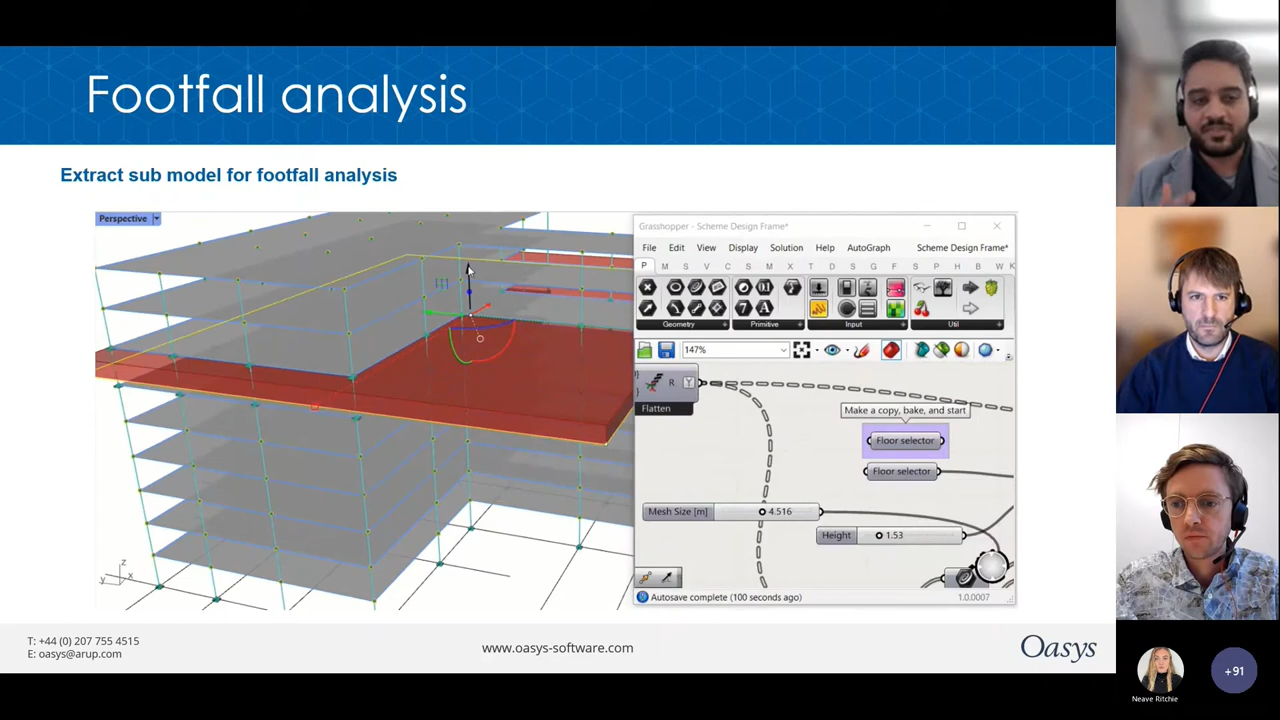 Footfall analysis
Extract sub model for footfall analysis
Perspective
Grasshopper - Scheme Design Frame*
File Edit View Display Solution Help AutoGraph Scheme Design Frame*
P M S V C I M S X T D S G F S P H B W K
Geometry Primitive Input Util
147%
R
Flatten
Make a copy, bake, and start
Floor selector
Floor selector
Mesh Size [m] 4.516
Height 1.53
Autosave complete (100 seconds ago)
1.0.0007
z
y x
T: +44 (0) 207 755 4515
E: oasys@arup.com
www.oasys-software.com
Oasys
Neave Ritchie
+91